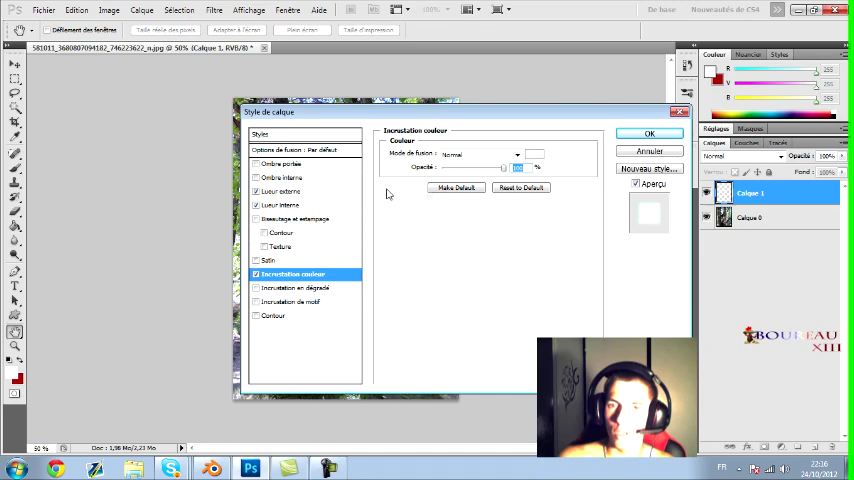 Fichier Edition Image Calque Sélection Filtre Affichage Fenêtre Aide 100% De base Nouveautés de CS4
Défilement des fenêtres Taille réelle des pixels Adapter à l'écran Plein écran Taille d'impression
581011_3680807094182_746223622_n.jpg @ 50% (Calque 1, RVB/8) *
Couleur Nuancier Styles
R 255
V 255
B 255
Style de calque
Styles
Options de fusion : Par défaut
Ombre portée
Ombre interne
Lueur externe
Lueur interne
Biseautage et estampage
Contour
Texture
Satin
Incrustation couleur
Incrustation en dégradé
Incrustation de motif
Contour
Incrustation couleur
Couleur
Mode de fusion : Normal
Opacité : 100 %
Make Default Reset to Default
OK
Annuler
Nouveau style...
Aperçu
Réglages Masques
Calques Couches Tracés
Normal Opacité : 100%
Verrou : Fond : 100%
Calque 1
Calque 0
BOUREAU
XIII
50 % Doc : 1,98 Mo/2,23 Mo
FR 22:16
24/10/2012